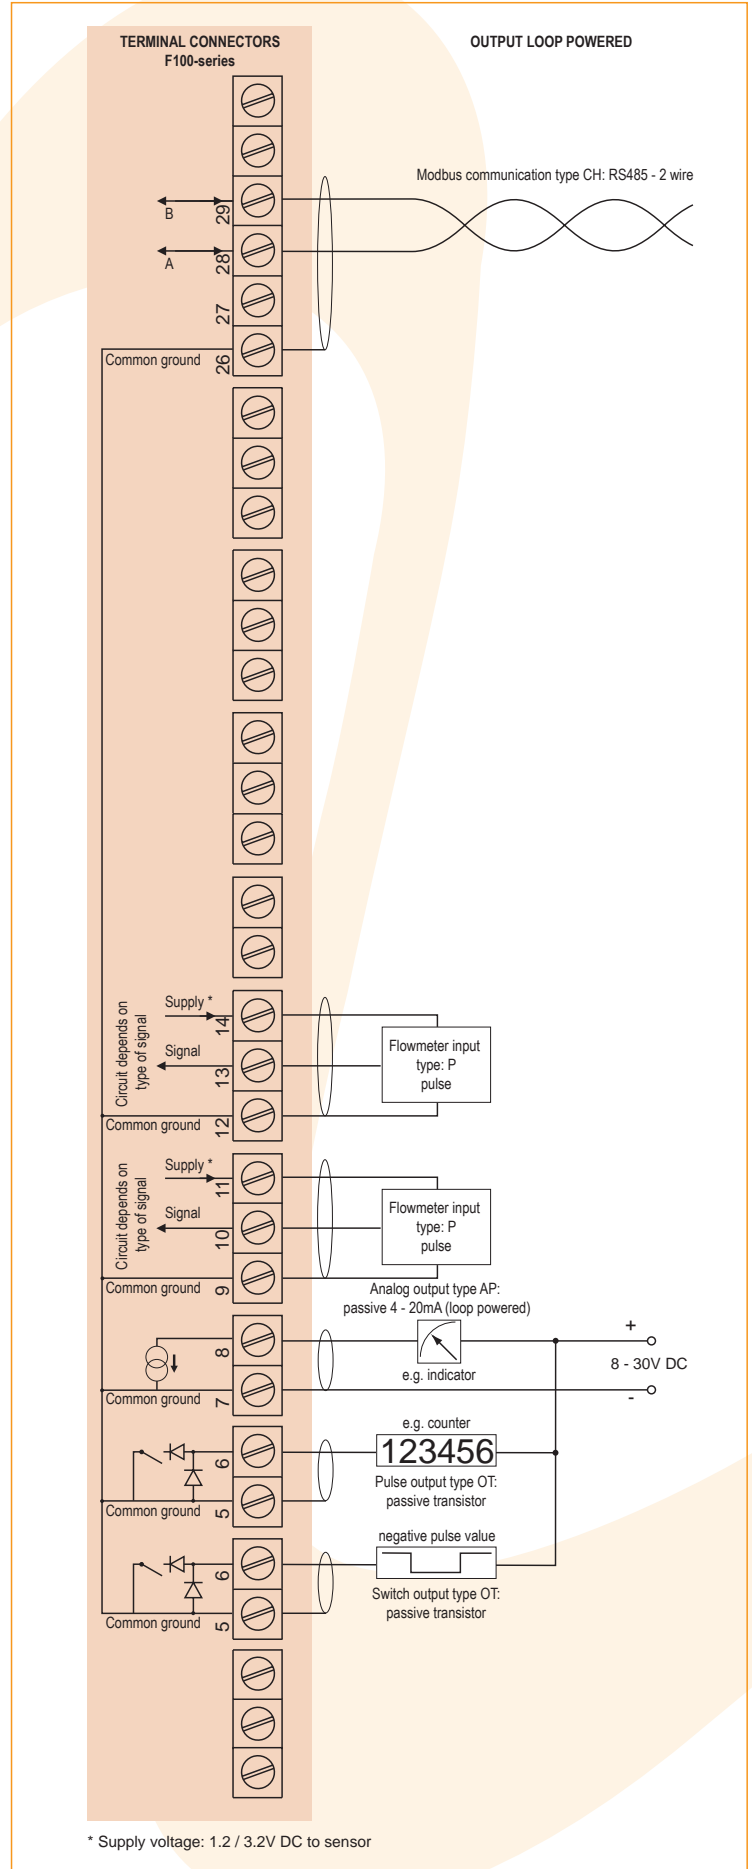 TERMINAL CONNECTORS
F100-series
OUTPUT LOOP POWERED
Modbus communication type CH: RS485 - 2 wire
B
29
A
28
27
Common ground
26
Circuit depends on
type of signal
Supply *
14
Signal
13
Common ground
12
Flowmeter input
type: P
pulse
Circuit depends on
type of signal
Supply *
11
Signal
10
Common ground
9
Flowmeter input
type: P
pulse
Analog output type AP:
passive 4 - 20mA (loop powered)
8
e.g. indicator
+
8 - 30V DC
-
Common ground
7
e.g. counter
6
123456
Pulse output type OT:
passive transistor
Common ground
5
negative pulse value
6
Switch output type OT:
passive transistor
Common ground
5
* Supply voltage: 1.2 / 3.2V DC to sensor